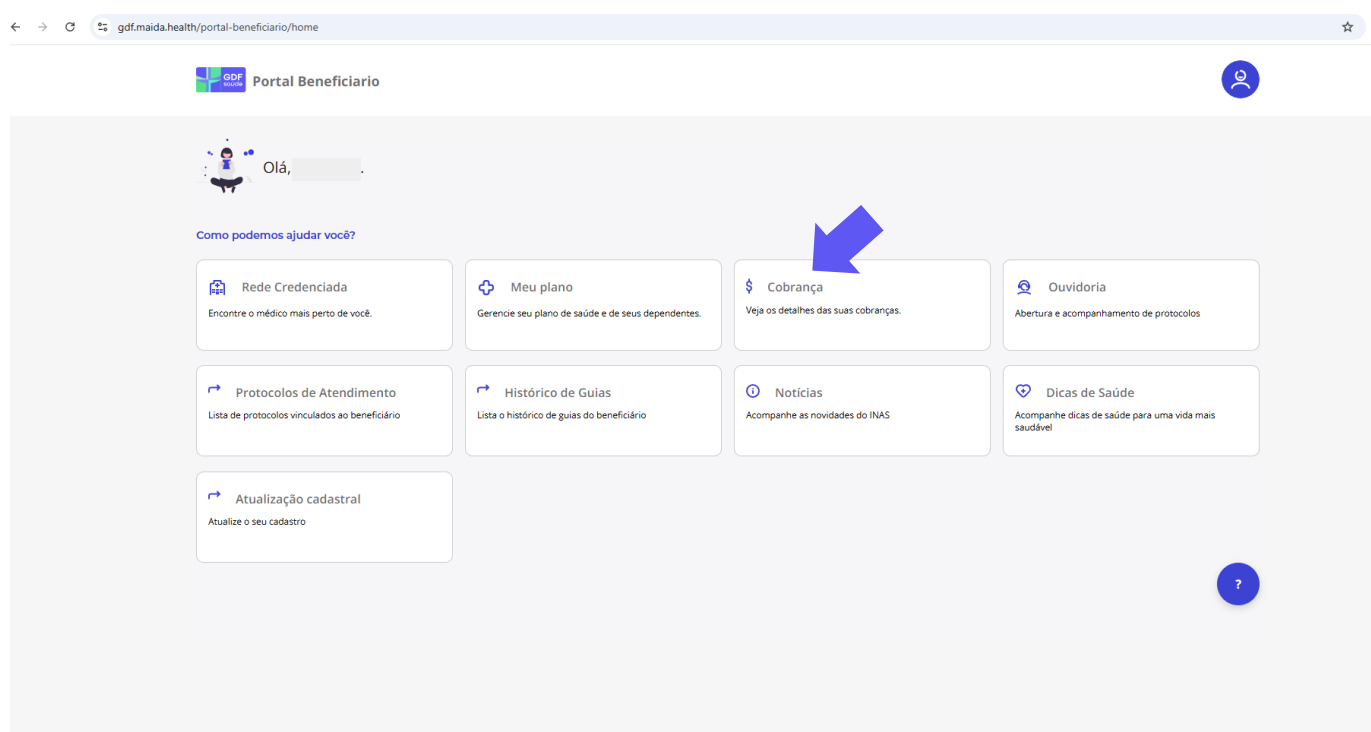 gdf.maida.health/portal-beneficiario/home
GDF
saúde
Portal Beneficiario
Olá, .
Como podemos ajudar você?
Rede Credenciada
Encontre o médico mais perto de você.
Meu plano
Gerencie seu plano de saúde e de seus dependentes.
$ Cobrança
Veja os detalhes das suas cobranças.
Ouvidoria
Abertura e acompanhamento de protocolos
Protocolos de Atendimento
Lista de protocolos vinculados ao beneficiário
Histórico de Guias
Lista o histórico de guias do beneficiário
Notícias
Acompanhe as novidades do INAS
Dicas de Saúde
Acompanhe dicas de saúde para uma vida mais
saudável
Atualização cadastral
Atualize o seu cadastro
?